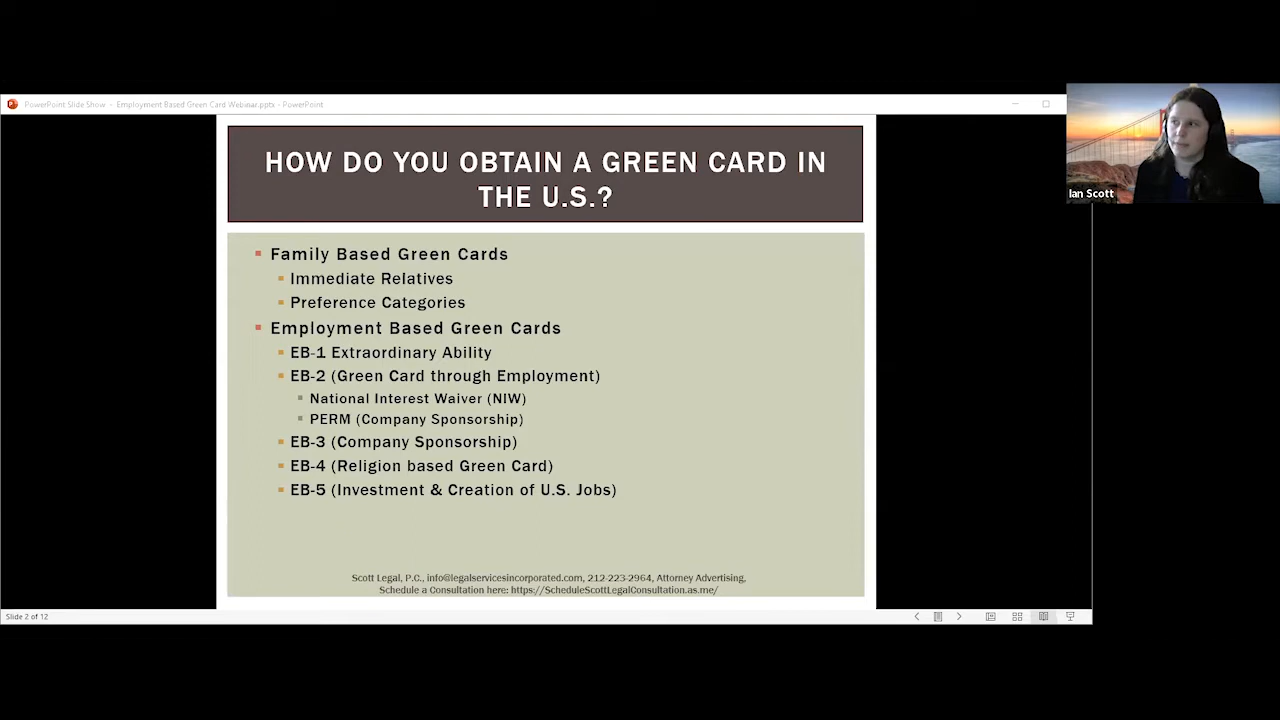 PowerPoint Slide Show - Employment Based Green Card Webinar.pptx - PowerPoint
HOW DO YOU OBTAIN A GREEN CARD IN
THE U.S.?
Family Based Green Cards
Immediate Relatives
Preference Categories
Employment Based Green Cards
EB-1 Extraordinary Ability
EB-2 (Green Card through Employment)
National Interest Waiver (NIW)
PERM (Company Sponsorship)
EB-3 (Company Sponsorship)
EB-4 (Religion based Green Card)
EB-5 (Investment & Creation of U.S. Jobs)
Scott Legal, P.C., info@legalservicesincorporated.com, 212-223-2964, Attorney Advertising,
Schedule a Consultation here: https://ScheduleScottLegalConsultation.as.me/
Slide 2 of 12
Ian Scott